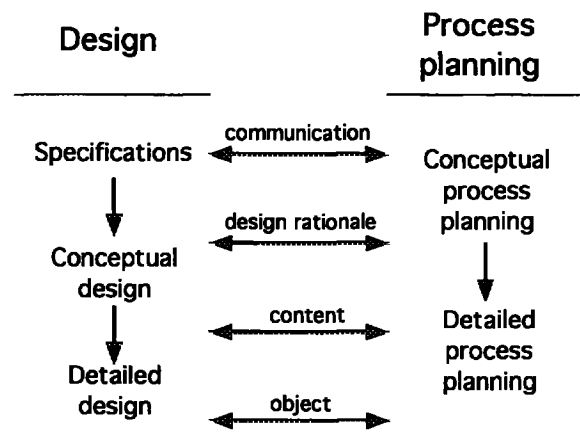 Design
Process
planning
communication
Specifications
Conceptual
process
planning
design rationale
Conceptual
design
content
Detailed
process
planning
Detailed
design
object